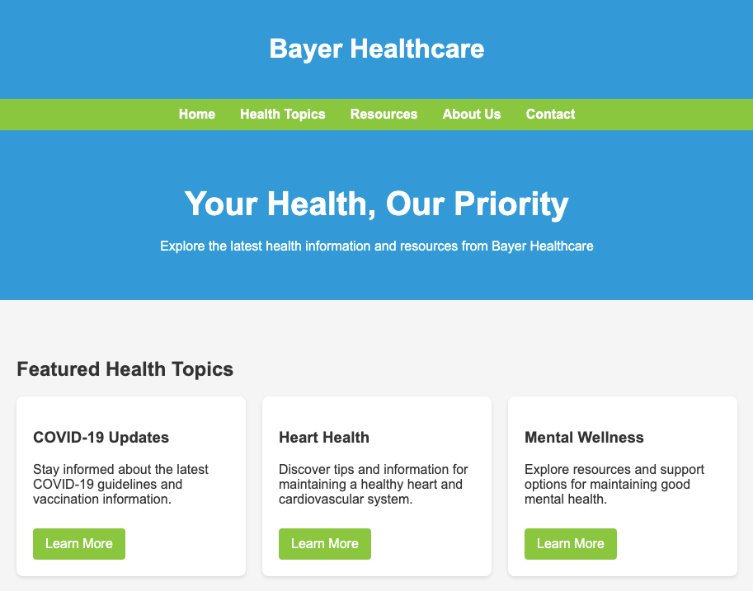 Bayer Healthcare
Home Health Topics Resources About Us Contact
Your Health, Our Priority
Explore the latest health information and resources from Bayer Healthcare
Featured Health Topics
COVID-19 Updates
Stay informed about the latest
COVID-19 guidelines and
vaccination information.
Learn More
Heart Health
Discover tips and information for
maintaining a healthy heart and
cardiovascular system.
Learn More
Mental Wellness
Explore resources and support
options for maintaining good
mental health.
Learn More